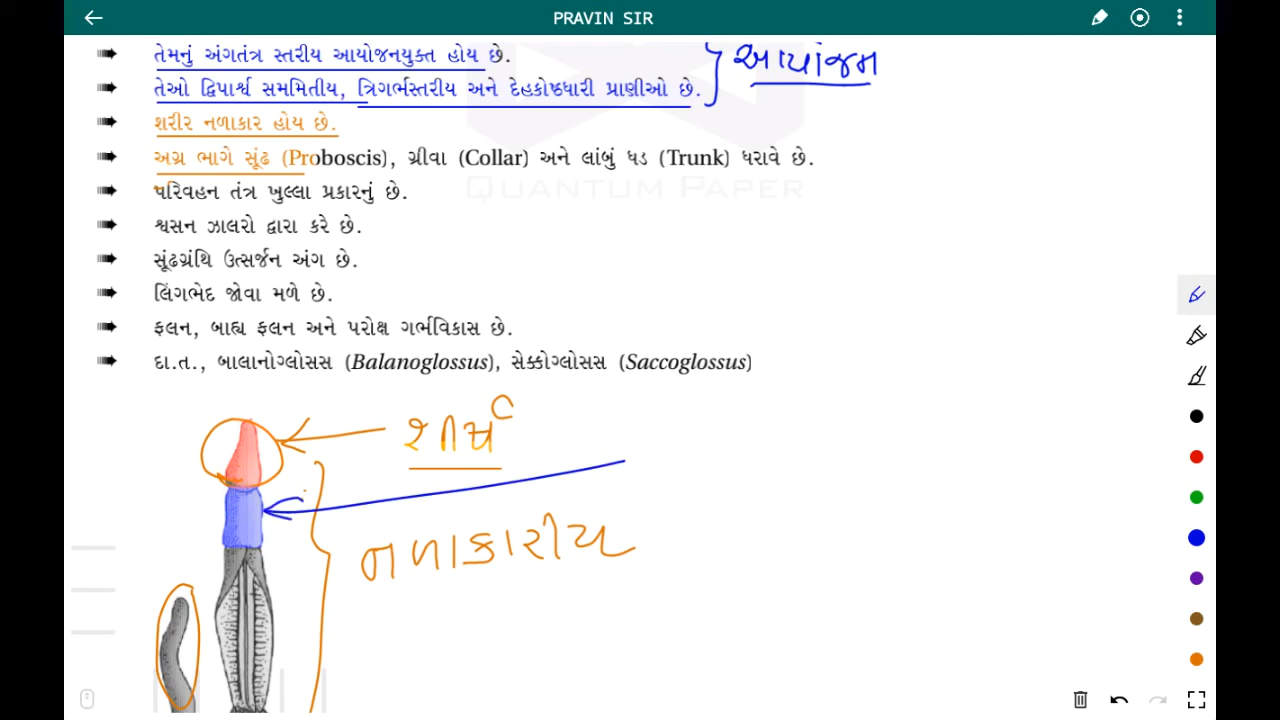 PRAVIN SIR
તેમનું અંગતંત્ર સ્તરીય આયોજનયુક્ત હોય છે.
આયોજન
તેઓ દ્વિપાર્શ્વ સમમિતીય, ત્રિગર્ભસ્તરીય અને દેહકોષ્ઠધારી પ્રાણીઓ છે.
શરીર નળાકાર હોય છે.
અગ્ર ભાગે સૂંઢ (Proboscis), ગ્રીવા (Collar) અને લાંબું ધડ (Trunk) ધરાવે છે.
QUANTUM PAPER
પરિવહન તંત્ર ખુલ્લા પ્રકારનું છે.
શ્વસન ઝાલરો દ્વારા કરે છે.
સૂંઢગ્રંથિ ઉત્સર્જન અંગ છે.
લિંગભેદ જોવા મળે છે.
ફલન, બાહ્ય ફલન અને પરોક્ષ ગર્ભવિકાસ છે.
દા.ત., બાલાનોગ્લોસસ (Balanoglossus), સેક્કોગ્લોસસ (Saccoglossus)
શીર્ષ
નળાકારીય